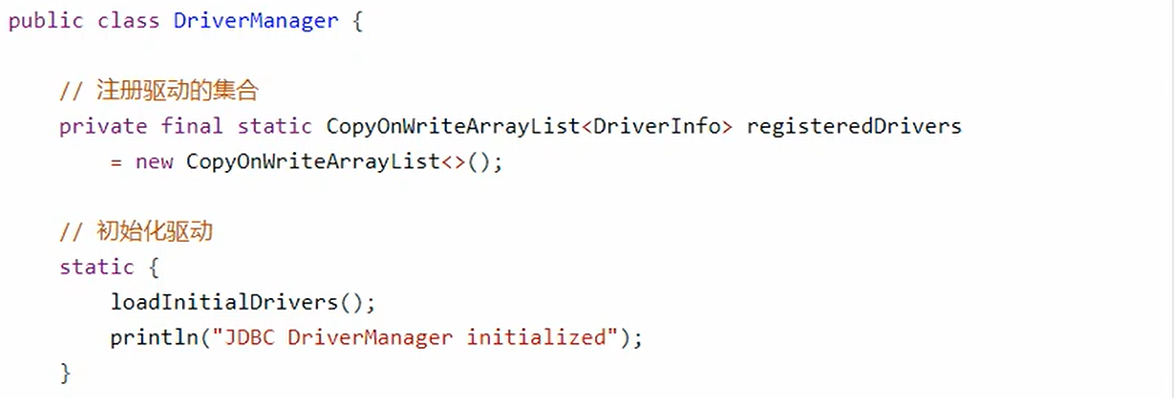 public class DriverManager {
// 注册驱动的集合
private final static CopyOnWriteArrayList<DriverInfo> registeredDrivers
= new CopyOnWriteArrayList<>();
// 初始化驱动
static {
loadInitialDrivers();
println("JDBC DriverManager initialized");
}